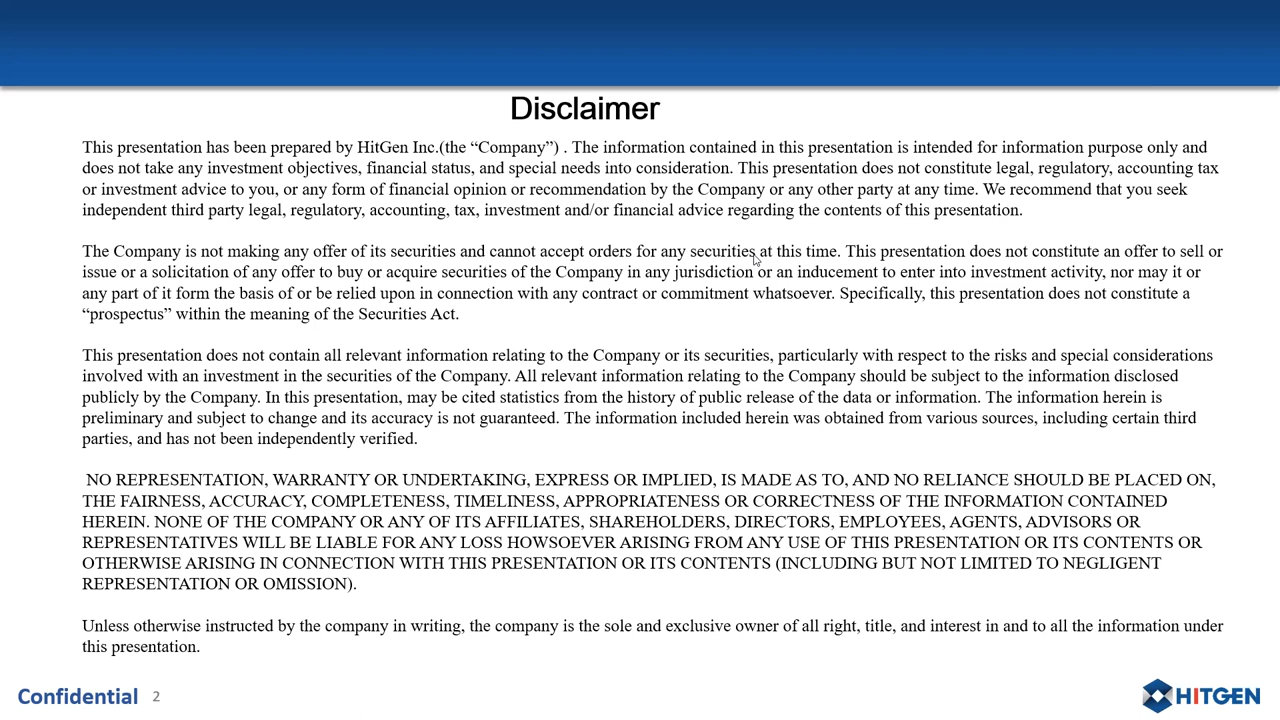 Disclaimer
This presentation has been prepared by HitGen Inc.(the “Company”) . The information contained in this presentation is intended for information purpose only and
does not take any investment objectives, financial status, and special needs into consideration. This presentation does not constitute legal, regulatory, accounting tax
or investment advice to you, or any form of financial opinion or recommendation by the Company or any other party at any time. We recommend that you seek
independent third party legal, regulatory, accounting, tax, investment and/or financial advice regarding the contents of this presentation.
The Company is not making any offer of its securities and cannot accept orders for any securities at this time. This presentation does not constitute an offer to sell or
issue or a solicitation of any offer to buy or acquire securities of the Company in any jurisdiction or an inducement to enter into investment activity, nor may it or
any part of it form the basis of or be relied upon in connection with any contract or commitment whatsoever. Specifically, this presentation does not constitute a
“prospectus” within the meaning of the Securities Act.
This presentation does not contain all relevant information relating to the Company or its securities, particularly with respect to the risks and special considerations
involved with an investment in the securities of the Company. All relevant information relating to the Company should be subject to the information disclosed
publicly by the Company. In this presentation, may be cited statistics from the history of public release of the data or information. The information herein is
preliminary and subject to change and its accuracy is not guaranteed. The information included herein was obtained from various sources, including certain third
parties, and has not been independently verified.
NO REPRESENTATION, WARRANTY OR UNDERTAKING, EXPRESS OR IMPLIED, IS MADE AS TO, AND NO RELIANCE SHOULD BE PLACED ON,
THE FAIRNESS, ACCURACY, COMPLETENESS, TIMELINESS, APPROPRIATENESS OR CORRECTNESS OF THE INFORMATION CONTAINED
HEREIN. NONE OF THE COMPANY OR ANY OF ITS AFFILIATES, SHAREHOLDERS, DIRECTORS, EMPLOYEES, AGENTS, ADVISORS OR
REPRESENTATIVES WILL BE LIABLE FOR ANY LOSS HOWSOEVER ARISING FROM ANY USE OF THIS PRESENTATION OR ITS CONTENTS OR
OTHERWISE ARISING IN CONNECTION WITH THIS PRESENTATION OR ITS CONTENTS (INCLUDING BUT NOT LIMITED TO NEGLIGENT
REPRESENTATION OR OMISSION).
Unless otherwise instructed by the company in writing, the company is the sole and exclusive owner of all right, title, and interest in and to all the information under
this presentation.
Confidential 2
HITGEN